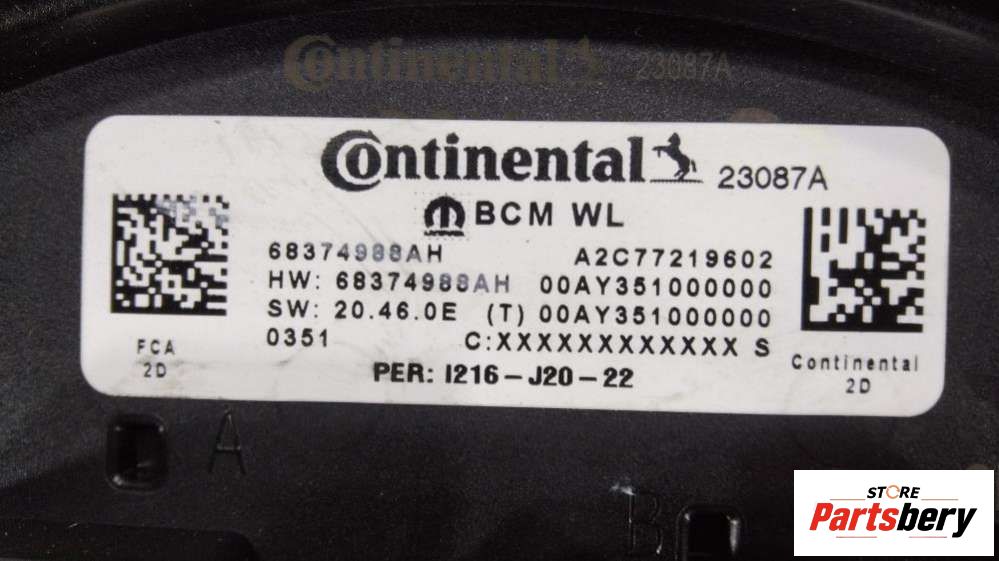 Continental 23087A
Continental 23087A
BCM WL
68374988AH A2C77219602
HW: 68374988AH 00AY351000000
SW: 20.46.0E (T) 00AY351000000
0351 C:XXXXXXXXXXXX S
FCA
2D
PER: I216-J20-22
Continental
2D
A
B
STORE
Partsbery